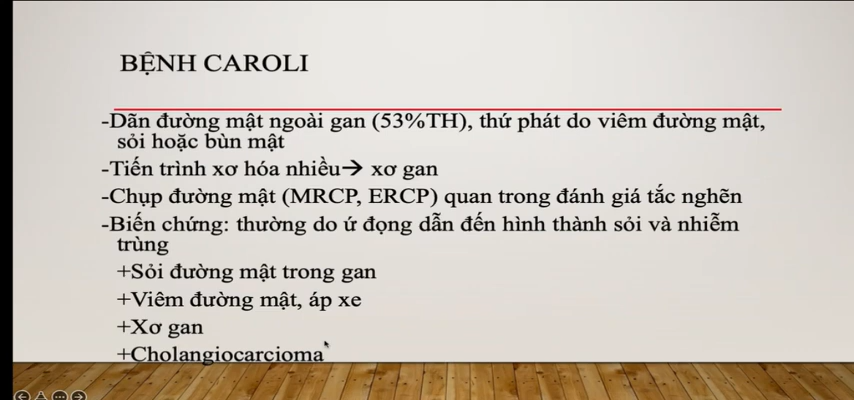 BỆNH CAROLI
-Dãn đường mật ngoài gan (53%TH), thứ phát do viêm đường mật,
sỏi hoặc bùn mật
-Tiến trình xơ hóa nhiều→ xơ gan
-Chụp đường mật (MRCP, ERCP) quan trong đánh giá tắc nghẽn
-Biến chứng: thường do ứ đọng dẫn đến hình thành sỏi và nhiễm
trùng
+Sỏi đường mật trong gan
+Viêm đường mật, áp xe
+Xơ gan
+Cholangiocarcioma